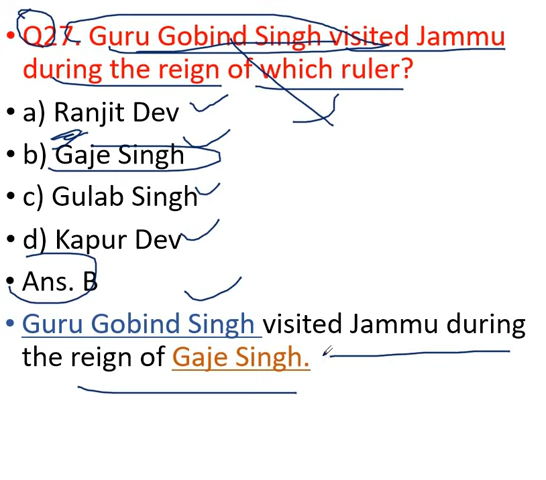 • Q27. Guru Gobind Singh visited Jammu
during the reign of which ruler?
• a) Ranjit Dev
• b) Gaje Singh
• c) Gulab Singh
• d) Kapur Dev
• Ans. B
• Guru Gobind Singh visited Jammu during
the reign of Gaje Singh.